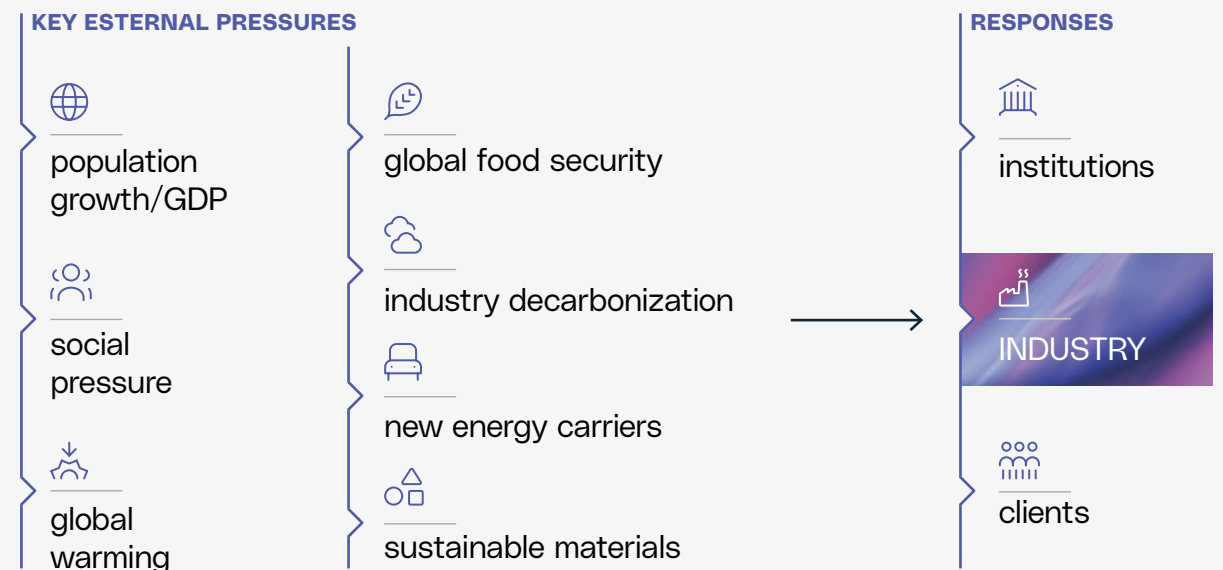 KEY ESTERNAL PRESSURES
population
growth/GDP
social
pressure
global
warming
global food security
industry decarbonization
new energy carriers
sustainable materials
RESPONSES
institutions
INDUSTRY
clients